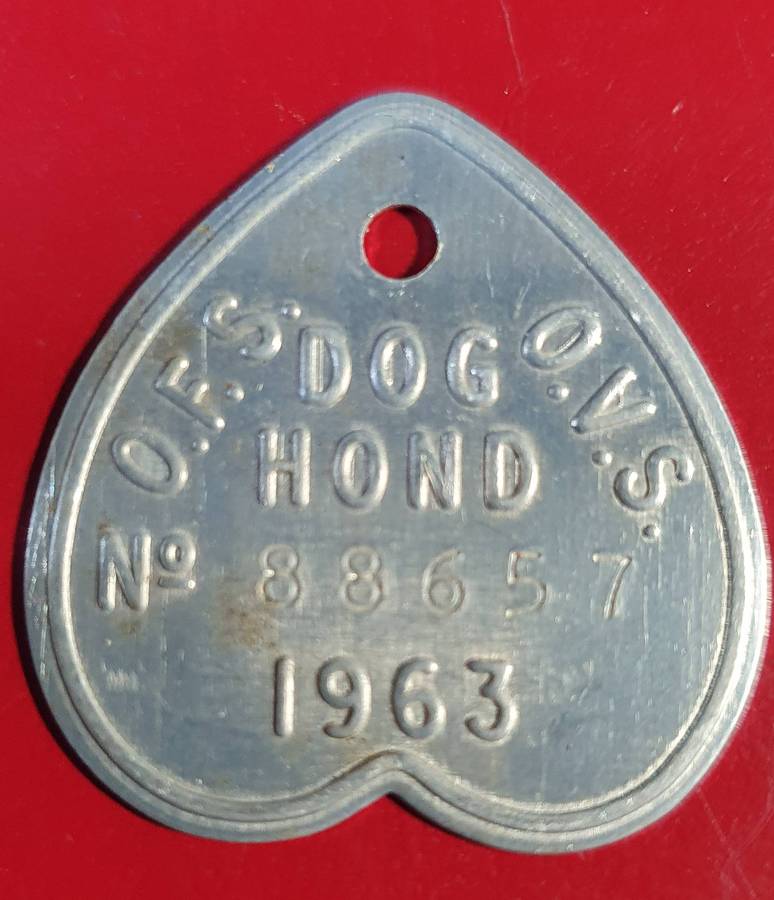 O.F.S. DOG O.V.S.
HOND
Nº 88657
1963